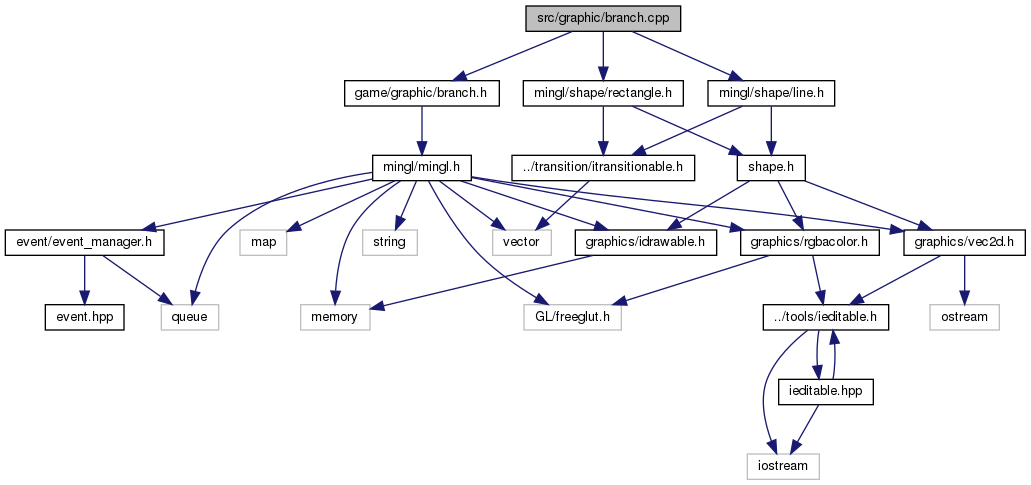 src/graphic/branch.cpp
game/graphic/branch.h
mingl/shape/rectangle.h
mingl/shape/line.h
mingl/mingl.h
../transition/itransitionable.h
shape.h
event/event_manager.h
map
string
vector
graphics/idrawable.h
graphics/rgbacolor.h
graphics/vec2d.h
event.hpp
queue
memory
GL/freeglut.h
../tools/ieditable.h
ostream
ieditable.hpp
iostream